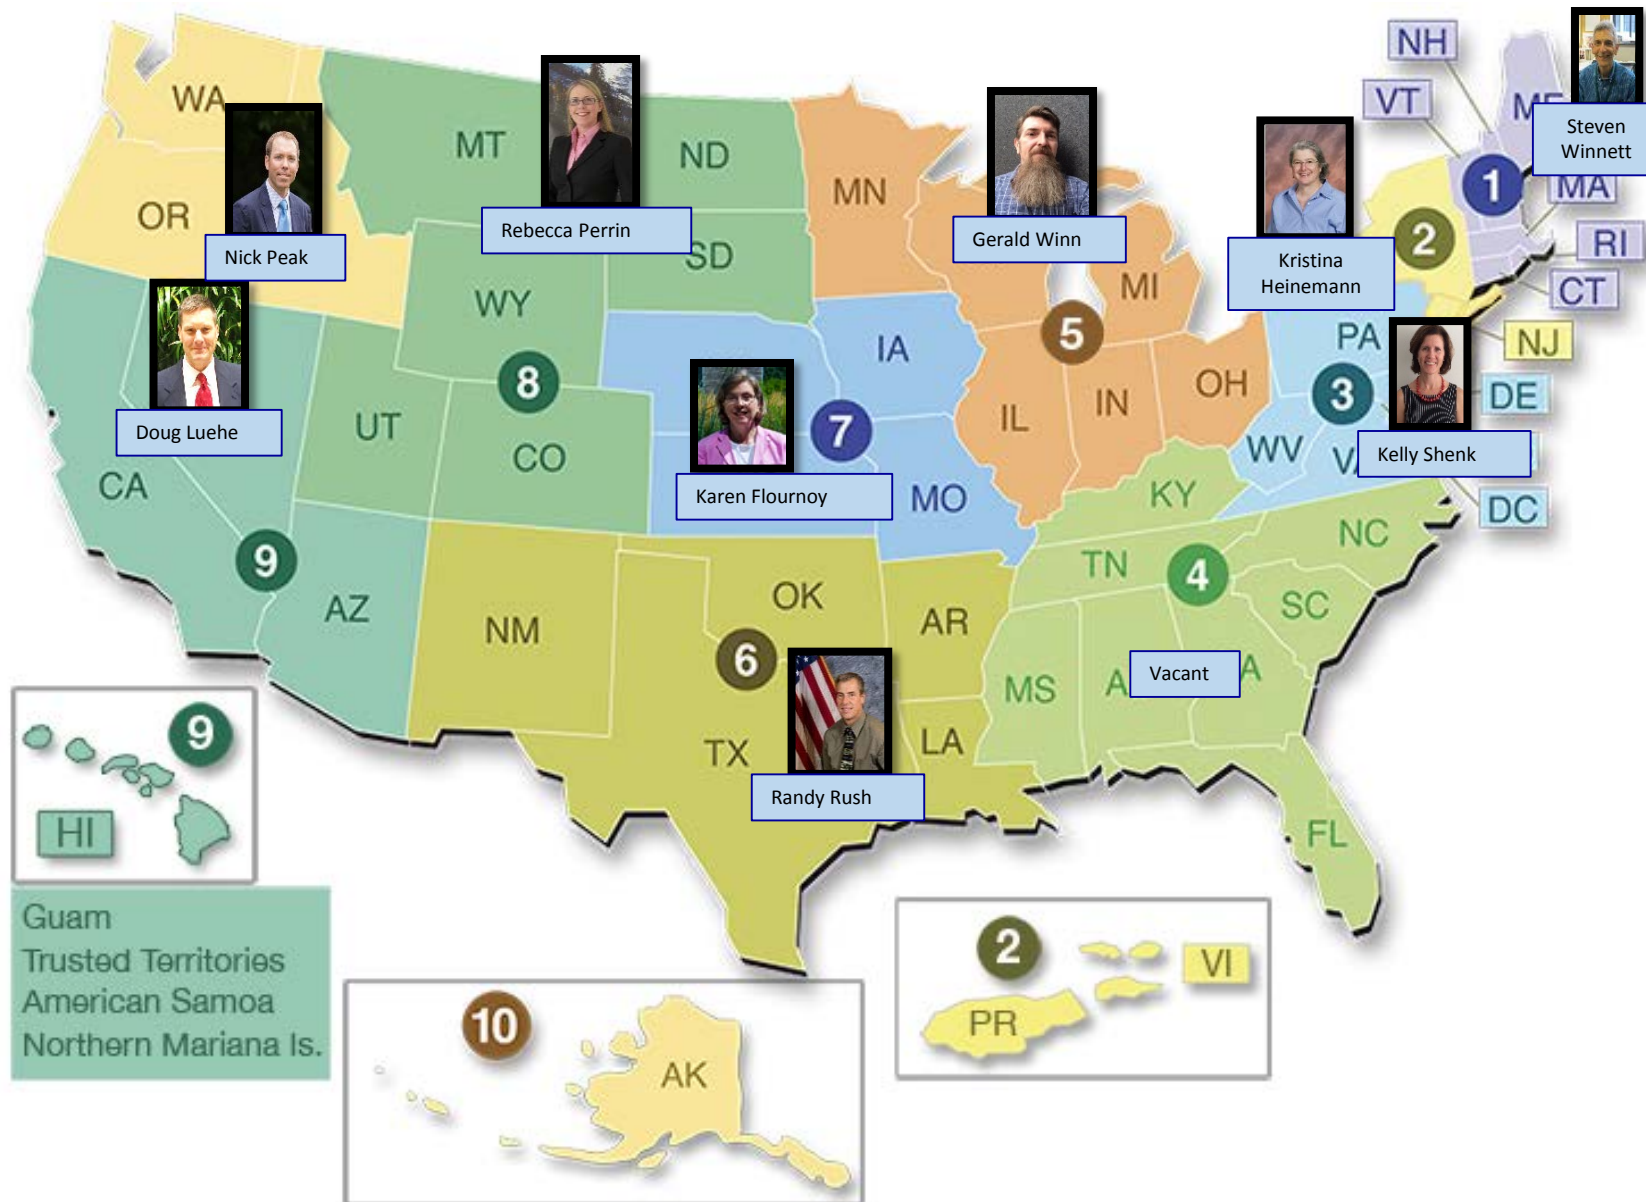 NH
WA
VT
ME
Steven
Winnett
MT
ND
MN
1
MA
OR
Rebecca Perrin
Gerald Winn
2
RI
Nick Peak
SD
Kristina
Heinemann
MI
CT
WY
5
PA
NJ
IA
8
3
DE
OH
IN
IL
7
UT
Doug Luehe
CO
WV
VA
Kelly Shenk
CA
Karen Flournoy
MO
KY
DC
9
TN
4
NC
AZ
NM
OK
AR
SC
6
MS
A
Vacant
A
9
TX
LA
Randy Rush
HI
FL
Guam
Trusted Territories
American Samoa
Northern Mariana Is.
2
VI
PR
10
AK